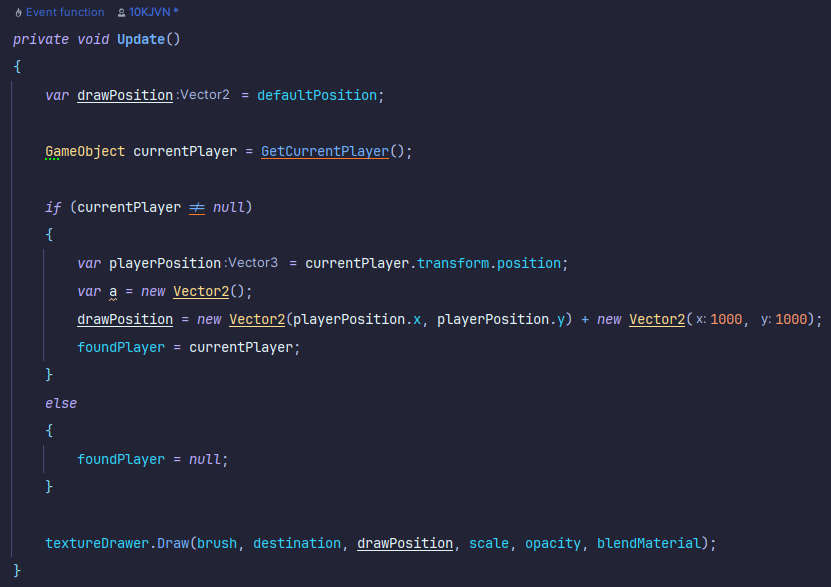 Event function 10KJVN *
private void Update()
{
var drawPosition :Vector2 = defaultPosition;
GameObject currentPlayer = GetCurrentPlayer();
if (currentPlayer ≠ null)
{
var playerPosition :Vector3 = currentPlayer.transform.position;
var a = new Vector2();
drawPosition = new Vector2(playerPosition.x, playerPosition.y) + new Vector2(x: 1000, y: 1000);
foundPlayer = currentPlayer;
}
else
{
foundPlayer = null;
}
textureDrawer.Draw(brush, destination, drawPosition, scale, opacity, blendMaterial);
}